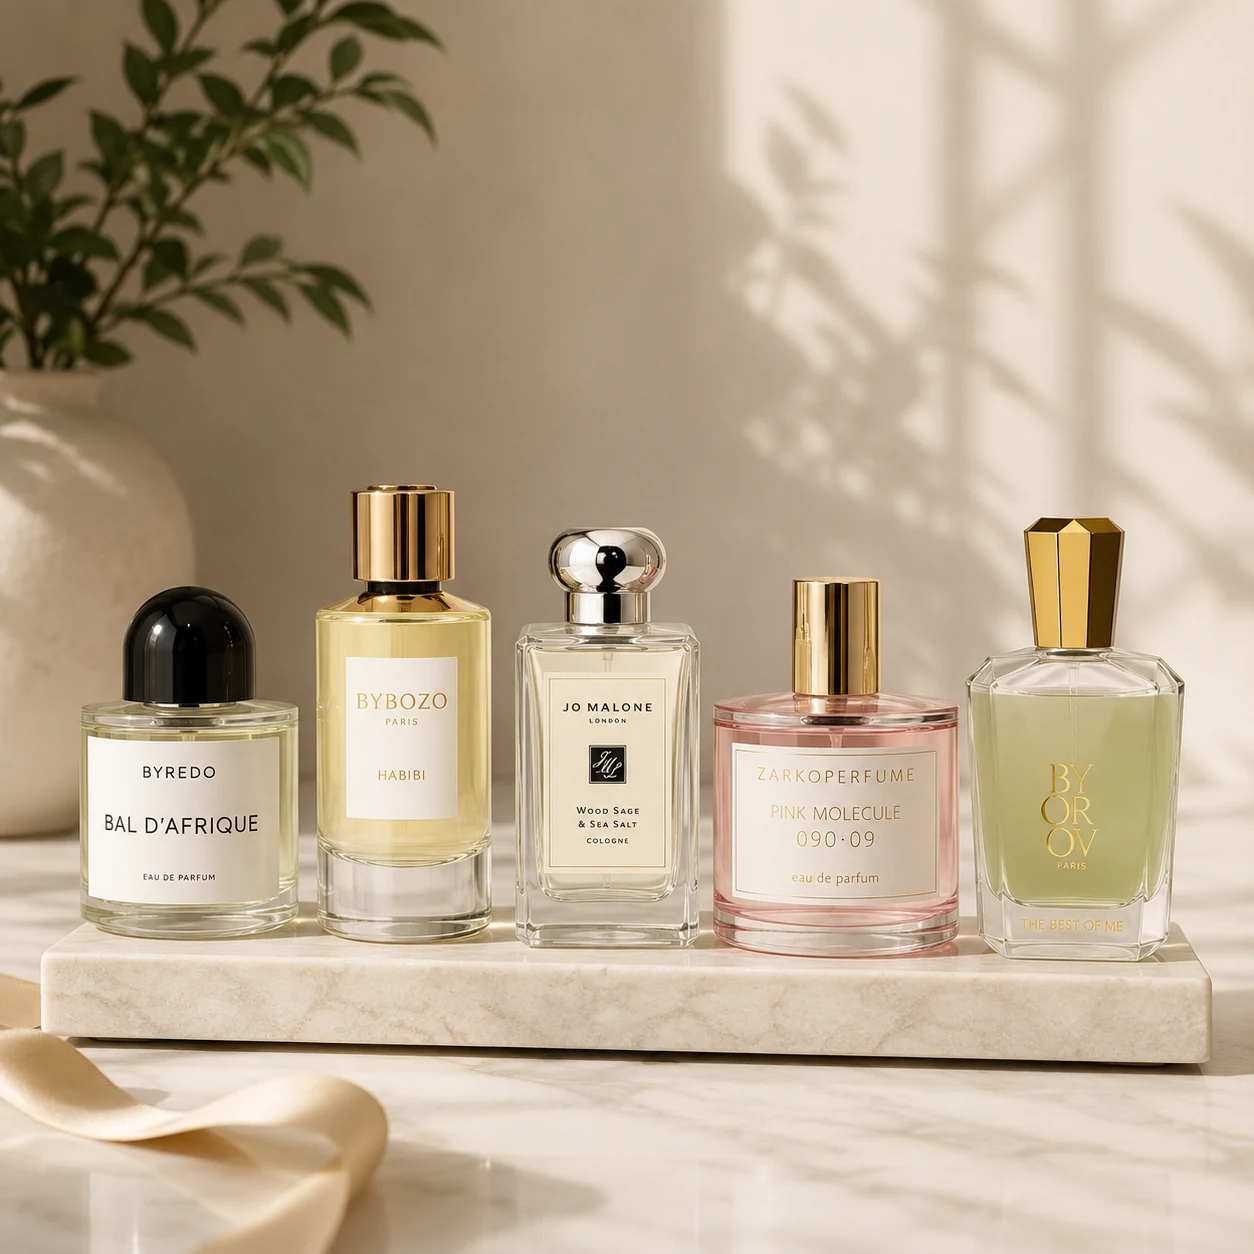 BYREDO
BAL D'AFRIQUE
EAU DE PARFUM
BYBOZO
PARIS
HABIBI
JO MALONE
LONDON
JML
WOOD SAGE
& SEA SALT
COLOGNE
ZARKOPERFUME
PINK MOLECULE
090·09
eau de parfum
BY
OR
OV
PARIS
THE BEST OF ME